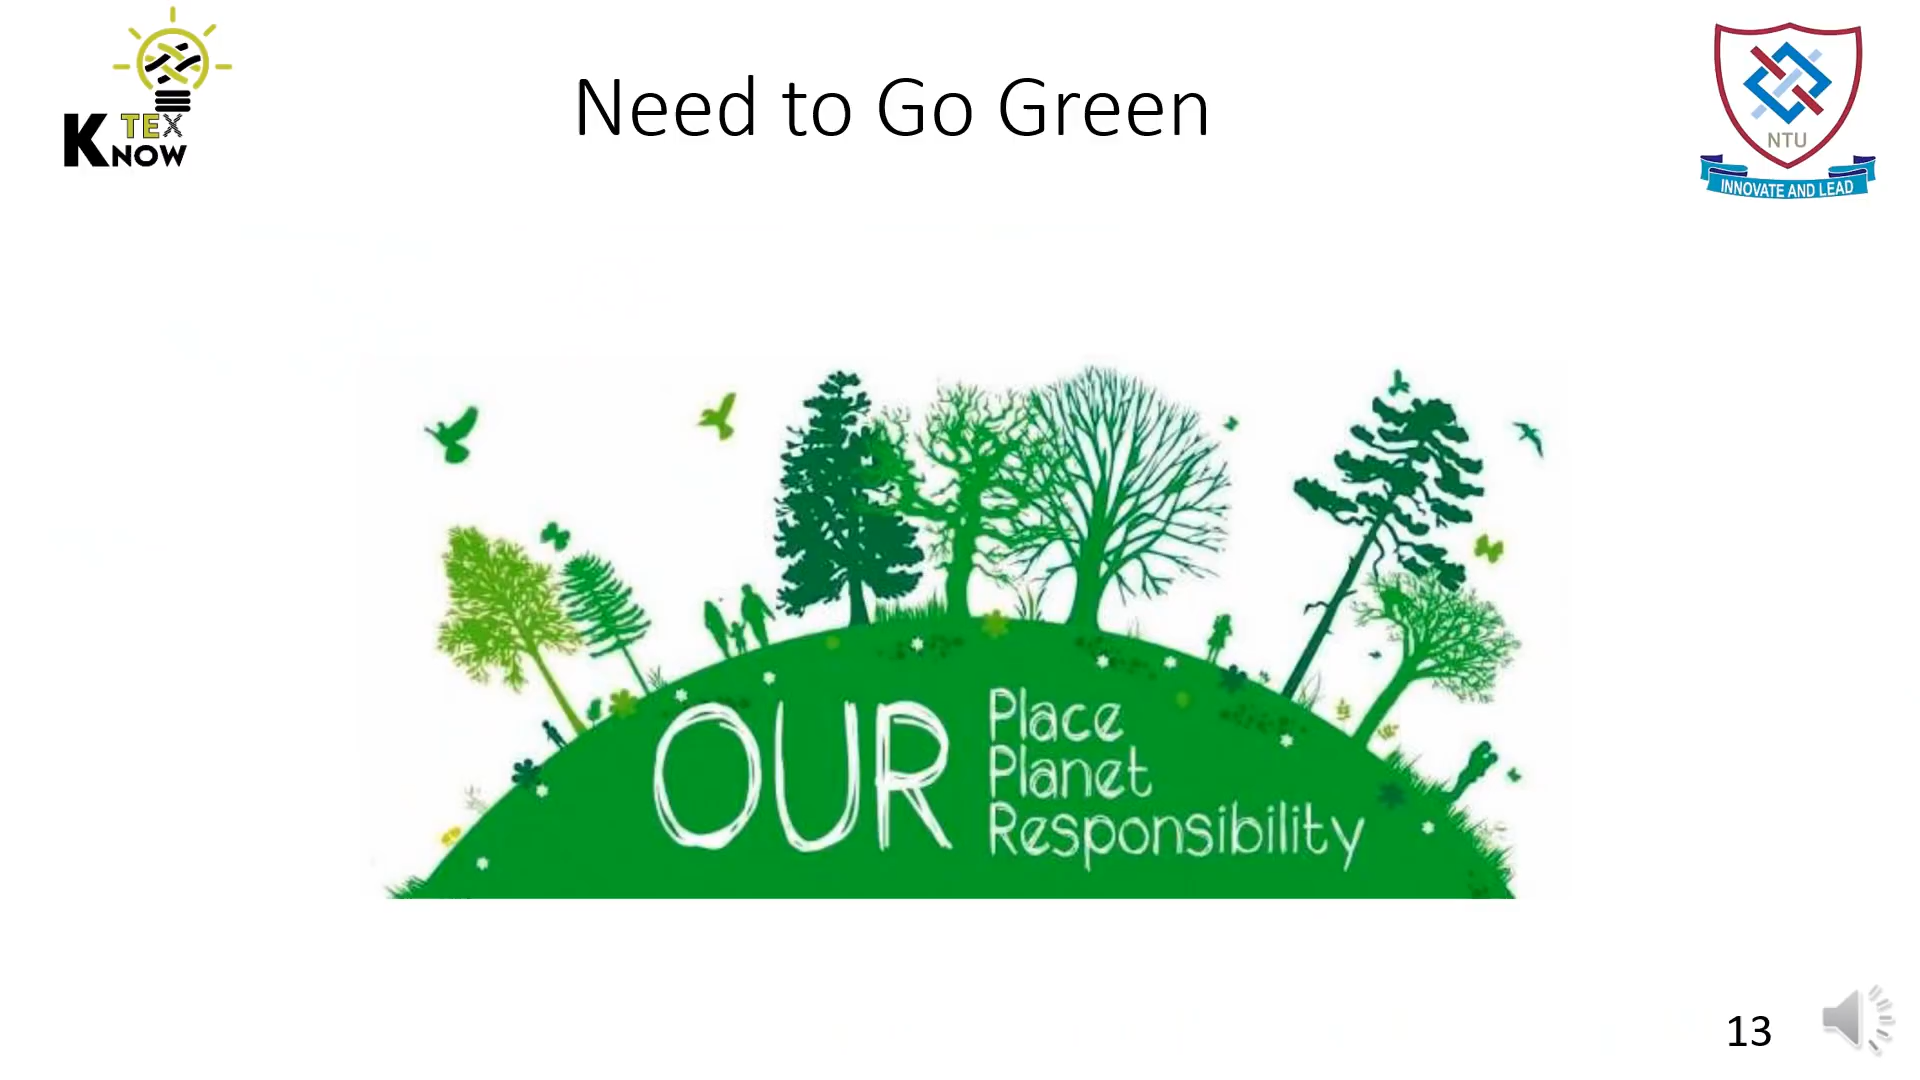 TEX
KNOW
Need to Go Green
NTU
INNOVATE AND LEAD
OUR
Place
Planet
Responsibility
13